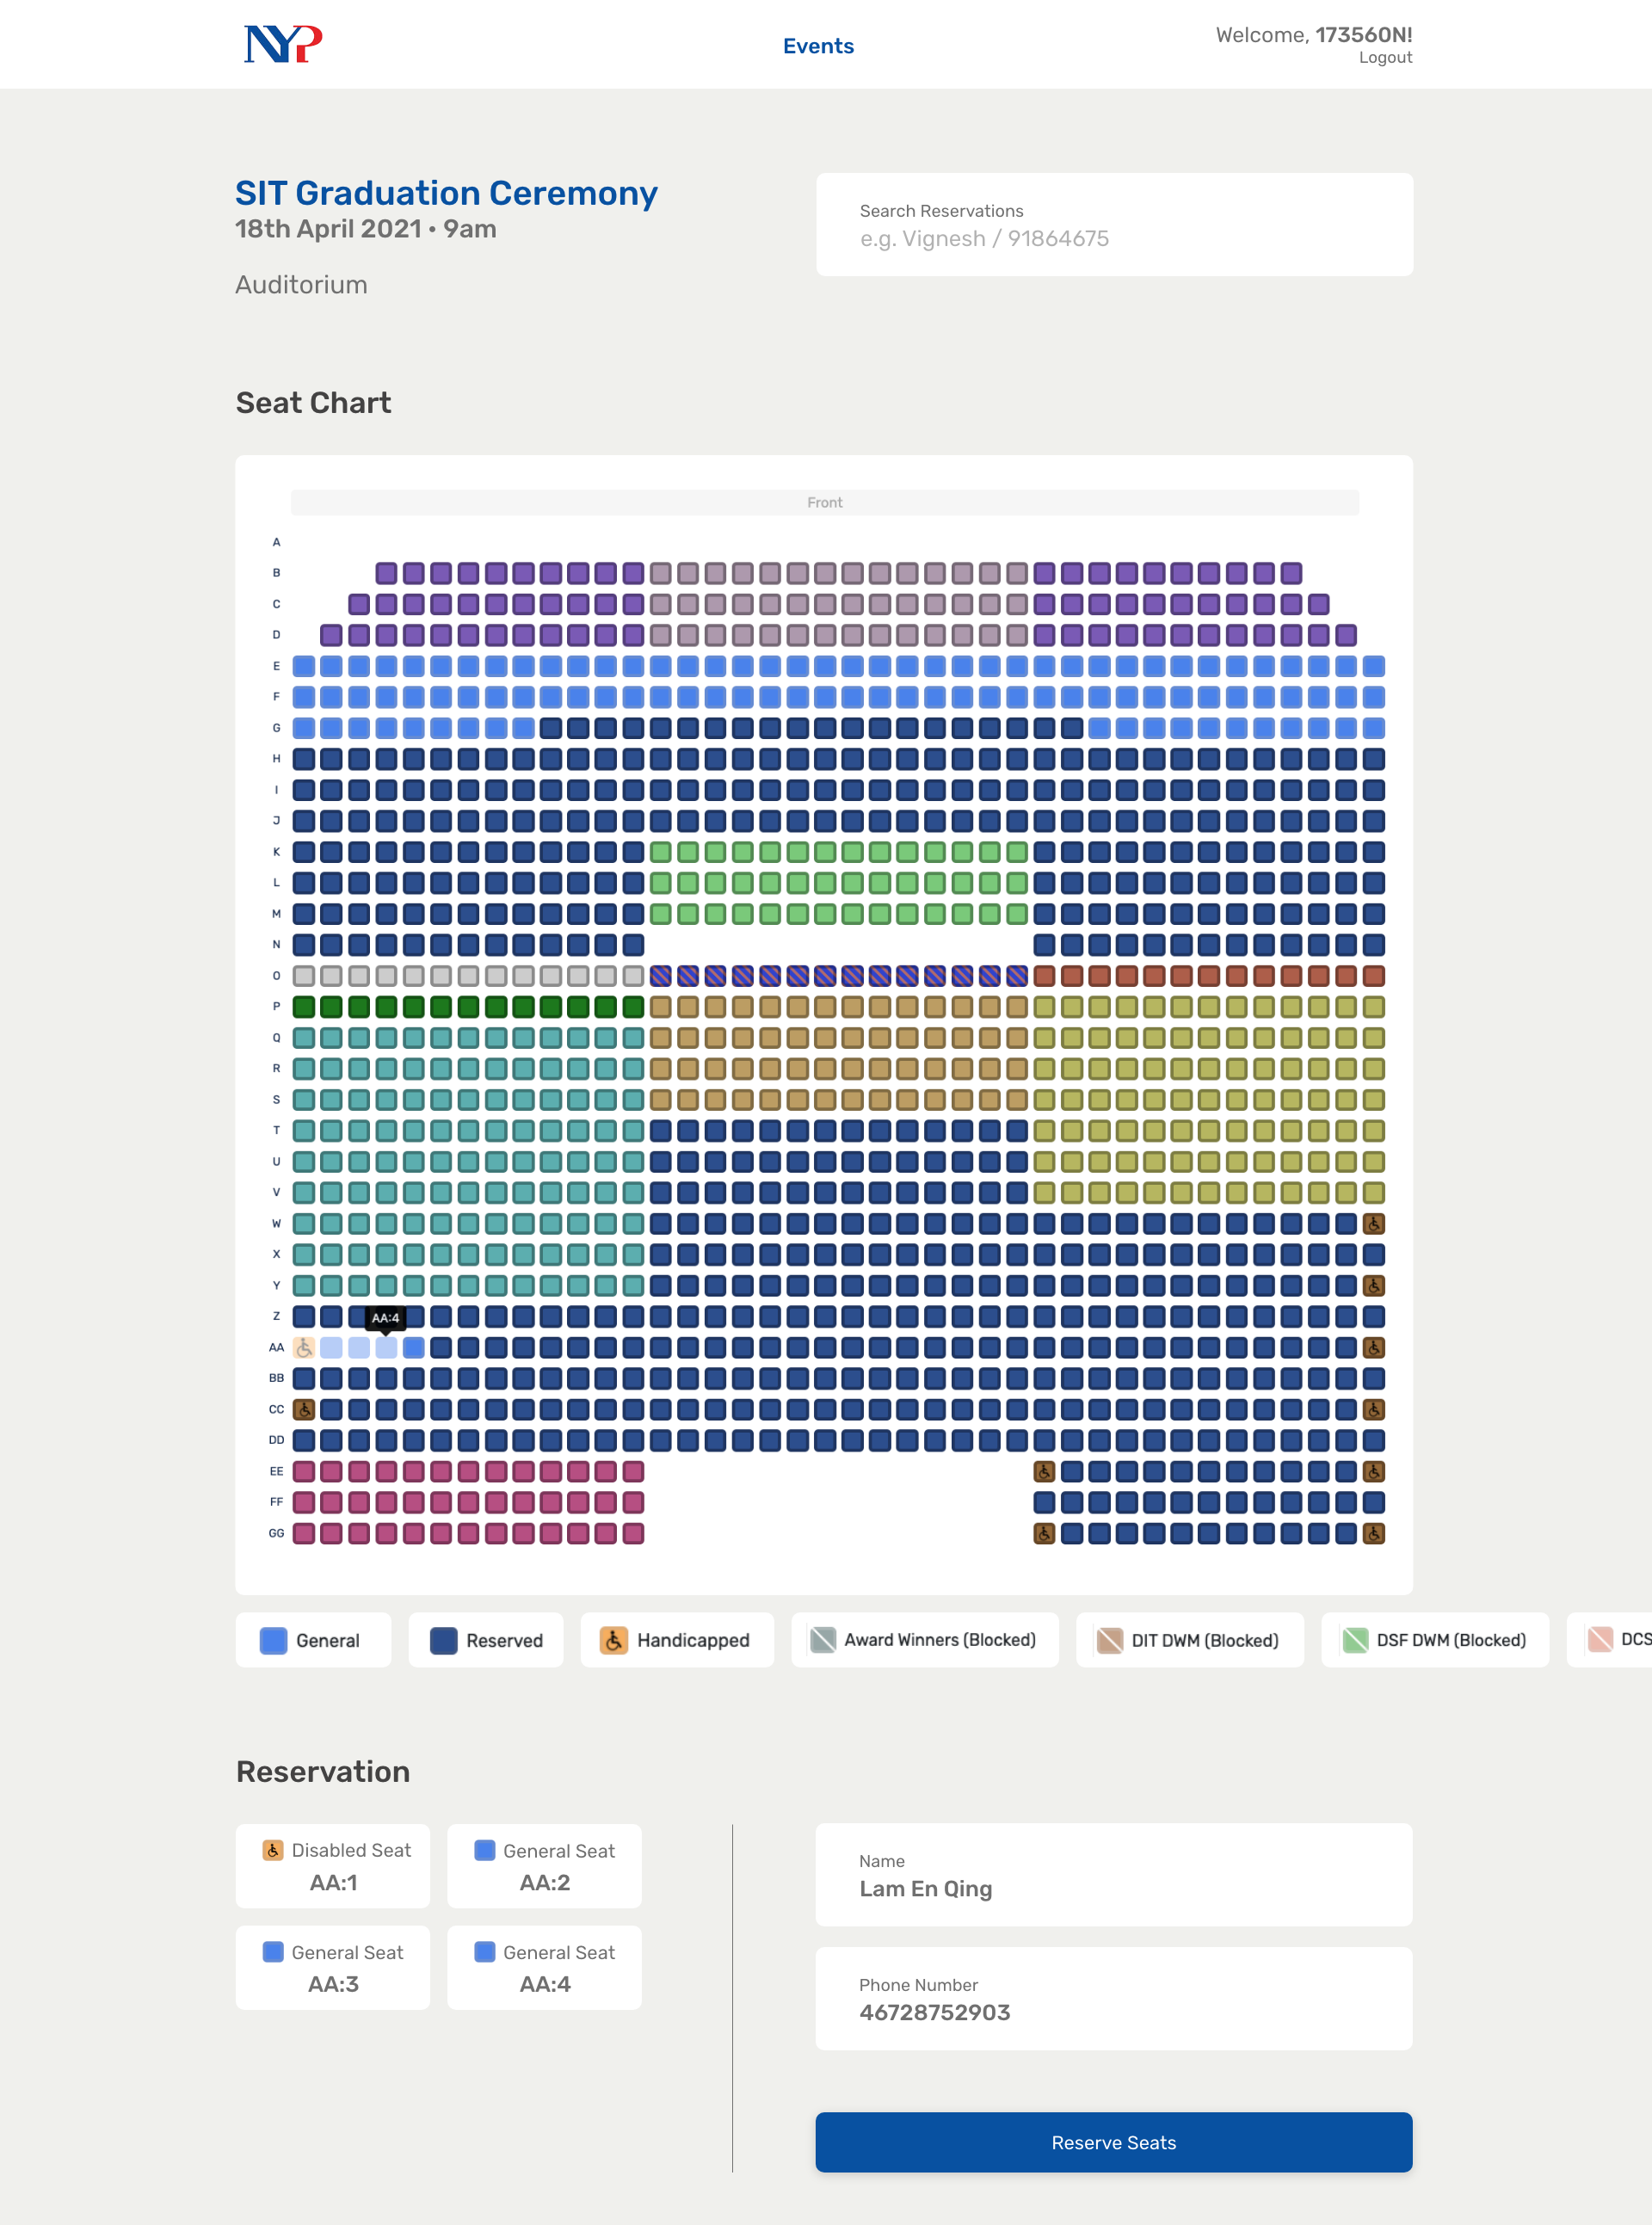 NYP
Events
Welcome, 173560N!
Logout
SIT Graduation Ceremony
18th April 2021 • 9am
Auditorium
Search Reservations
e.g. Vignesh / 91864675
Seat Chart
Front
A
B
C
D
E
F
G
H
I
J
K
L
M
N
O
P
Q
R
S
T
U
V
W
X
Y
Z
AA:4
AA
BB
CC
DD
EE
FF
GG
General
Reserved
Handicapped
Award Winners (Blocked)
DIT DWM (Blocked)
DSF DWM (Blocked)
DCS
Reservation
Disabled Seat
AA:1
General Seat
AA:2
General Seat
AA:3
General Seat
AA:4
Name
Lam En Qing
Phone Number
46728752903
Reserve Seats